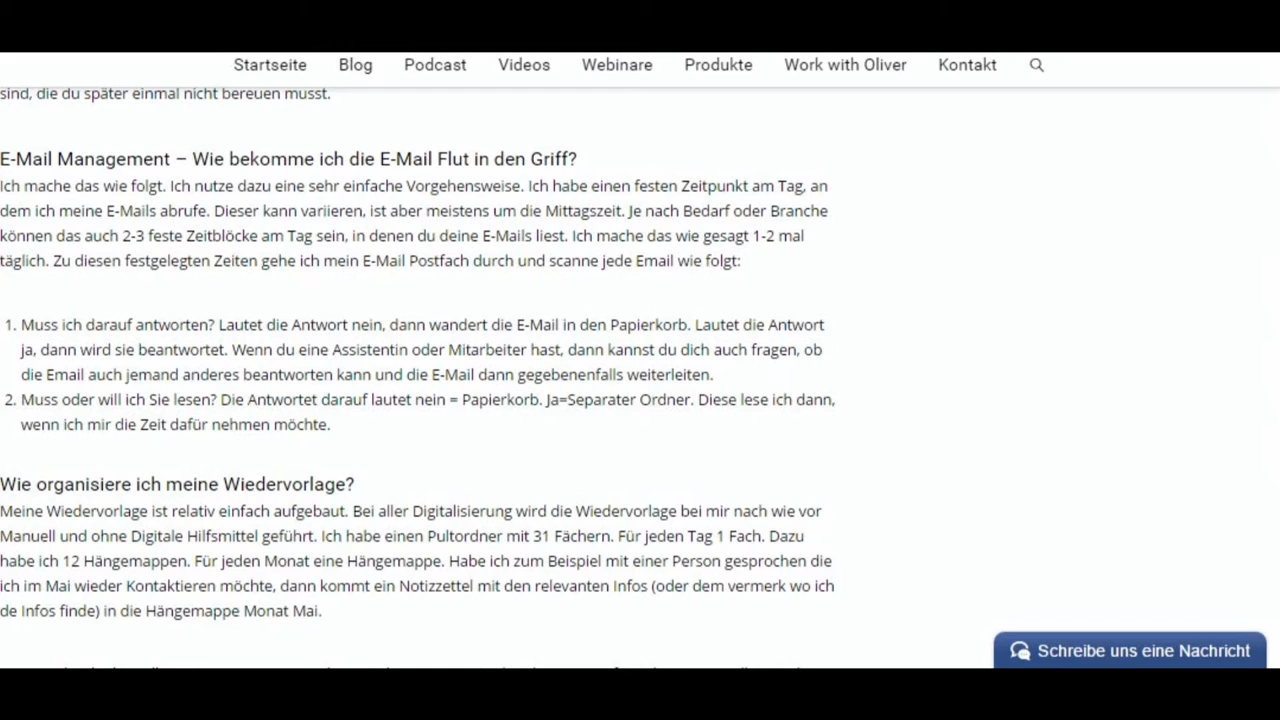 Startseite Blog Podcast Videos Webinare Produkte Work with Oliver Kontakt
sind, die du später einmal nicht bereuen musst.
E-Mail Management – Wie bekomme ich die E-Mail Flut in den Griff?
Ich mache das wie folgt. Ich nutze dazu eine sehr einfache Vorgehensweise. Ich habe einen festen Zeitpunkt am Tag, an
dem ich meine E-Mails abrufe. Dieser kann variieren, ist aber meistens um die Mittagszeit. Je nach Bedarf oder Branche
können das auch 2-3 feste Zeitblöcke am Tag sein, in denen du deine E-Mails liest. Ich mache das wie gesagt 1-2 mal
täglich. Zu diesen festgelegten Zeiten gehe ich mein E-Mail Postfach durch und scanne jede Email wie folgt:
1. Muss ich darauf antworten? Lautet die Antwort nein, dann wandert die E-Mail in den Papierkorb. Lautet die Antwort
ja, dann wird sie beantwortet. Wenn du eine Assistentin oder Mitarbeiter hast, dann kannst du dich auch fragen, ob
die Email auch jemand anderes beantworten kann und die E-Mail dann gegebenenfalls weiterleiten.
2. Muss oder will ich Sie lesen? Die Antwortet darauf lautet nein = Papierkorb. Ja=Separater Ordner. Diese lese ich dann,
wenn ich mir die Zeit dafür nehmen möchte.
Wie organisiere ich meine Wiedervorlage?
Meine Wiedervorlage ist relativ einfach aufgebaut. Bei aller Digitalisierung wird die Wiedervorlage bei mir nach wie vor
Manuell und ohne Digitale Hilfsmittel geführt. Ich habe einen Pultordner mit 31 Fächern. Für jeden Tag 1 Fach. Dazu
habe ich 12 Hängemappen. Für jeden Monat eine Hängemappe. Habe ich zum Beispiel mit einer Person gesprochen die
ich im Mai wieder Kontaktieren möchte, dann kommt ein Notizzettel mit den relevanten Infos (oder dem vermerk wo ich
de Infos finde) in die Hängemappe Monat Mai.
Schreibe uns eine Nachricht